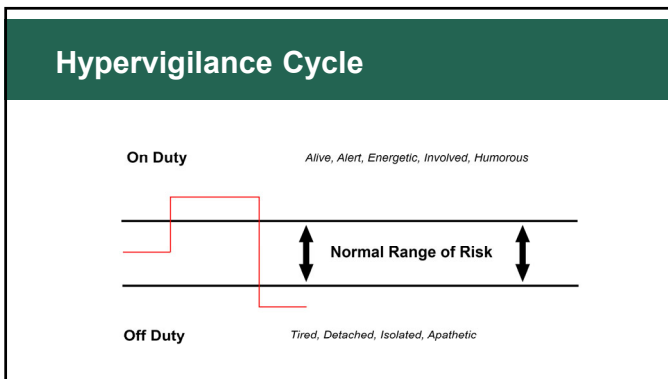 Hypervigilance Cycle
On Duty
Alive, Alert, Energetic, Involved, Humorous
Normal Range of Risk
Off Duty
Tired, Detached, Isolated, Apathetic